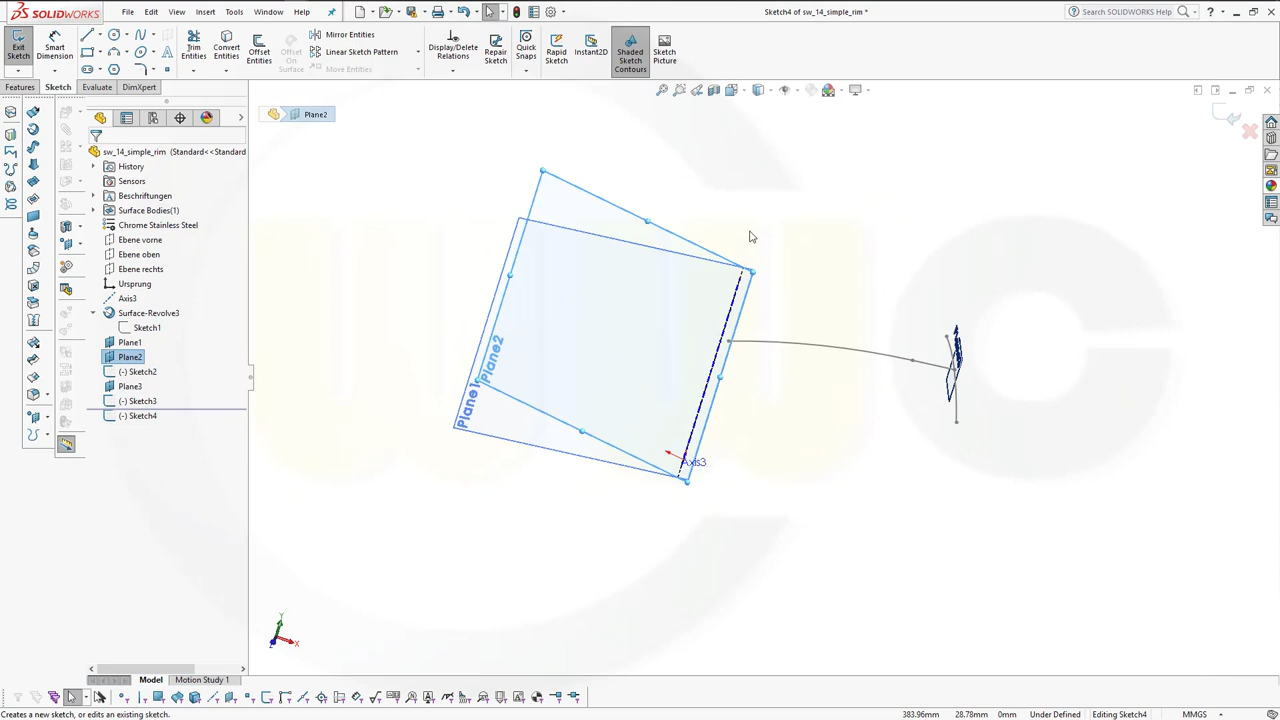 SOLIDWORKS
File
Edit
View
Insert
Tools
Window
Help
Sketch4 of sw_14_simple_rim *
Search SOLIDWORKS Help
Exit Sketch
Smart Dimension
Trim Entities
Convert Entities
Offset Entities
Offset On Surface
Mirror Entities
Linear Sketch Pattern
Move Entities
Display/Delete Relations
Repair Sketch
Quick Snaps
Instant2D
Rapid Sketch
Shaded Sketch Contours
Sketch Picture
Features
Sketch
Evaluate
DimXpert
Plane2
sw_14_simple_rim (Standard<<Standard
History
Sensors
Beschriftungen
Surface Bodies(1)
Chrome Stainless Steel
Ebene vorne
Ebene oben
Ebene rechts
Ursprung
Axis3
Surface-Revolve3
Sketch1
Plane1
Plane2
(-) Sketch2
Plane3
(-) Sketch3
(-) Sketch4
Plane2
Plane1
Axis3
Y
X
Z
Model
Motion Study 1
Creates a new sketch, or edits an existing sketch.
383.96mm
28.78mm
0mm
Under Defined
Editing Sketch4
MMGS